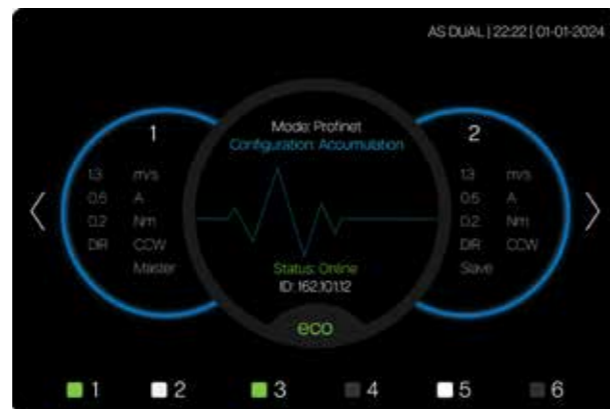 AS DUAL | 22:22 | 01-01-2024
Mode: Profinet
Configuration: Accumulation
1
1.3 m/s
0.5 A
0.2 Nm
DIR CCW
Master
2
1.3 m/s
0.5 A
0.2 Nm
DIR CCW
Slave
Status: Online
ID: 162.101.12
eco
1 2 3 4 5 6